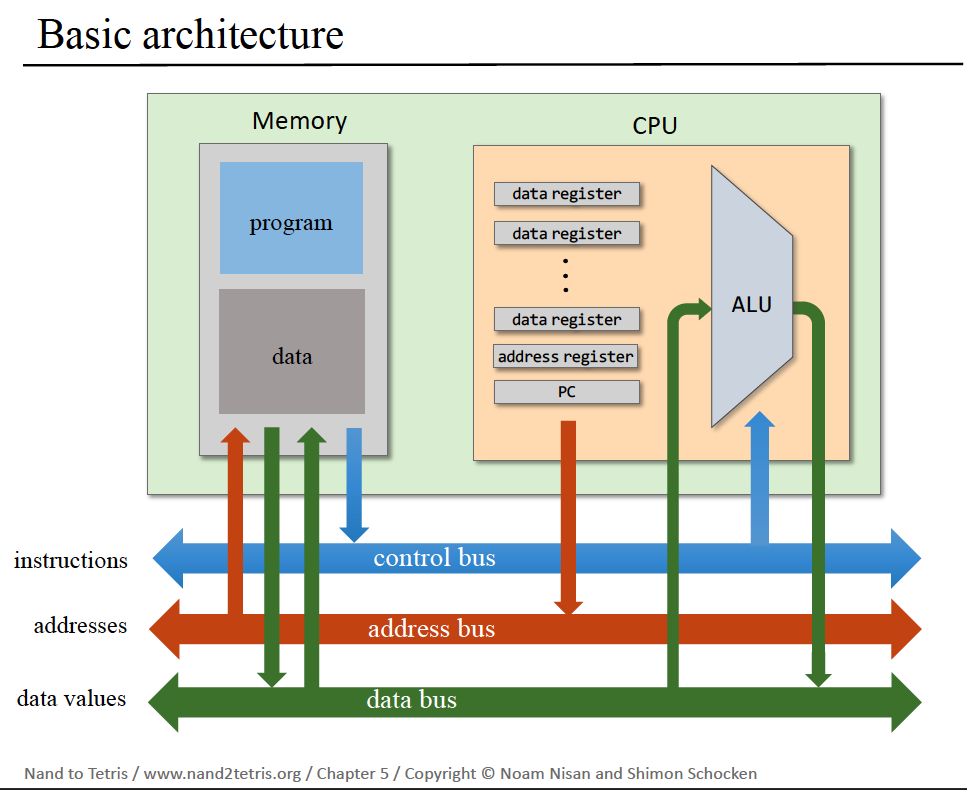 Basic architecture
Memory
CPU
program
data
data register
data register
data register
address register
PC
ALU
instructions
control bus
addresses
address bus
data values
data bus
Nand to Tetris / www.nand2tetris.org / Chapter 5 / Copyright © Noam Nisan and Shimon Schocken